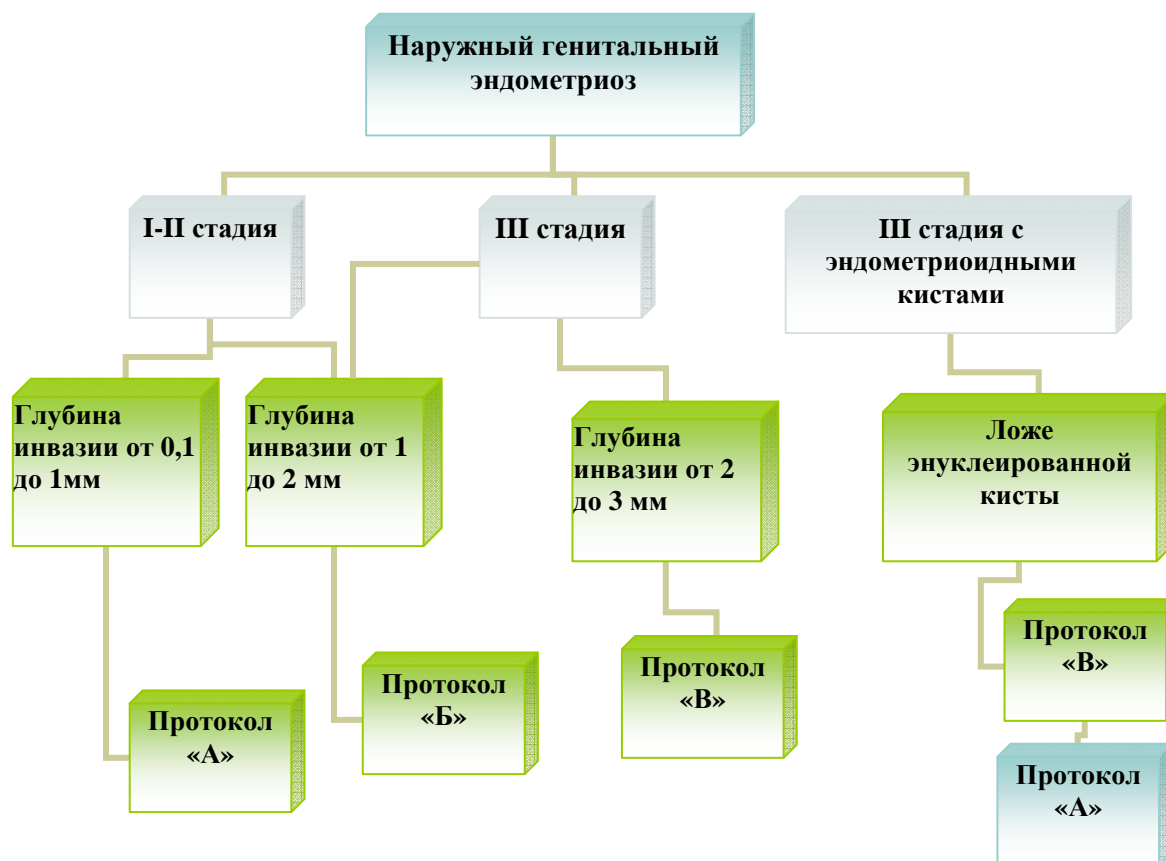 Наружный генитальный
эндометриоз
I-II стадия
III стадия
III стадия с
эндометриоидными
кистами
Глубина
инвазии от 0,1
до 1мм
Глубина
инвазии от 1
до 2 мм
Глубина
инвазии от 2
до 3 мм
Ложе
энуклеированной
кисты
Протокол
«А»
Протокол
«Б»
Протокол
«В»
Протокол
«В»
Протокол
«А»